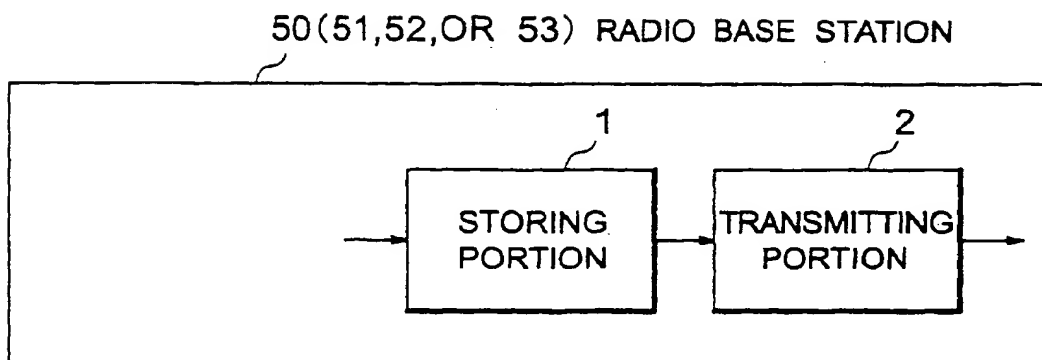 50(51,52,OR 53) RADIO BASE STATION
1
2
STORING
PORTION
TRANSMITTING
PORTION